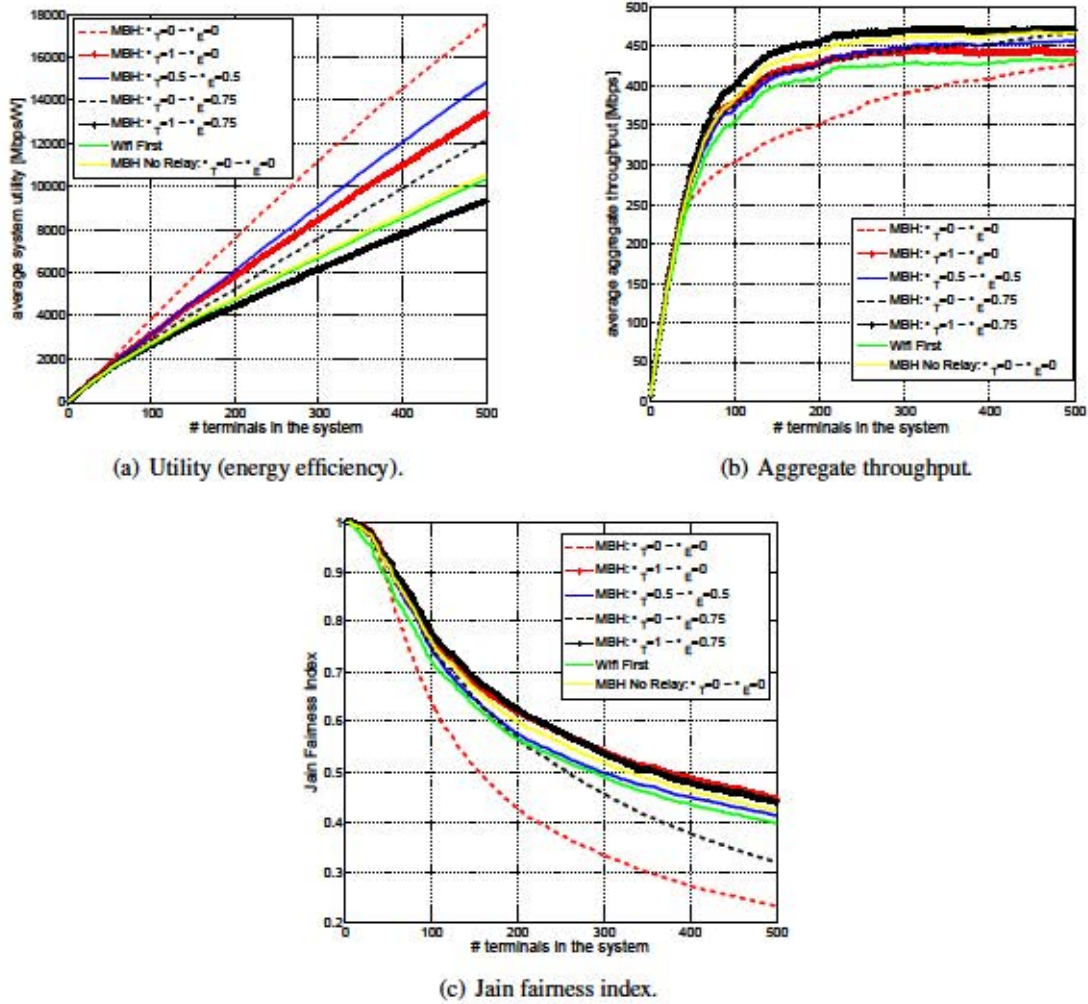 18000
16000
14000
12000
10000
8000
6000
4000
2000
0
average system utility [Mbps/W]
MBH: * T=0 − * E=0
MBH: * T=1 − * E=0
MBH: * T=0.5 − * E=0.5
MBH: * T=0 − * E=0.75
MBH: * T=1 − * E=0.75
Wifi First
MBH No Relay: * T=0 − * E=0
0 100 200 300 400 500
# terminals in the system
(a) Utility (energy efficiency).
500
450
400
350
300
250
200
150
100
50
0
average aggregate throughput [Mbps]
MBH: * T=0 − * E=0
MBH: * T=1 − * E=0
MBH: * T=0.5 − * E=0.5
MBH: * T=0 − * E=0.75
MBH: * T=1 − * E=0.75
Wifi First
MBH No Relay: * T=0 − * E=0
0 100 200 300 400 500
# terminals in the system
(b) Aggregate throughput.
1
0.9
0.8
0.7
0.6
0.5
0.4
0.3
0.2
Jain Fairness Index
MBH: * T=0 − * E=0
MBH: * T=1 − * E=0
MBH: * T=0.5 − * E=0.5
MBH: * T=0 − * E=0.75
MBH: * T=1 − * E=0.75
Wifi First
MBH No Relay: * T=0 − * E=0
0 100 200 300 400 500
# terminals in the system
(c) Jain fairness index.